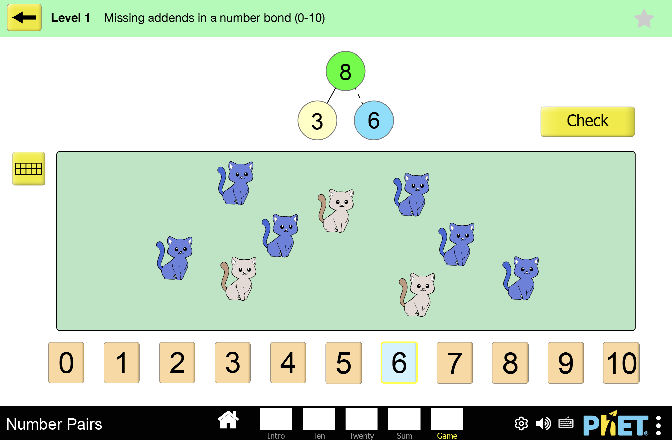 Level 1 Missing addends in a number bond (0-10)
8
3 6
Check
0 1 2 3 4 5 6 7 8 9 10
Number Pairs
Intro Ten Twenty Sum Game
PhET